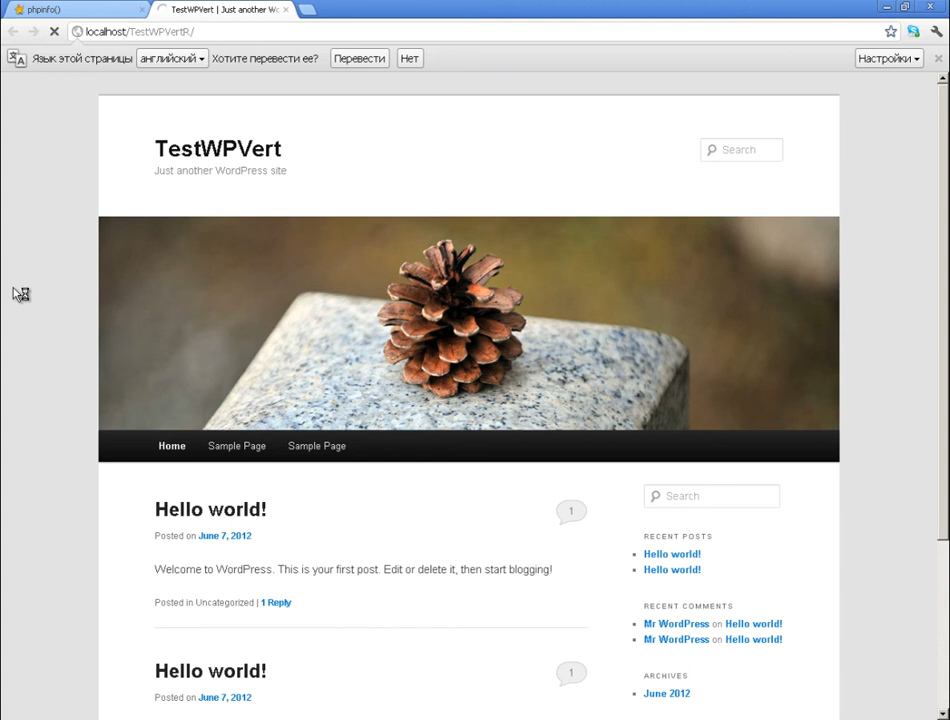 phpinfo()
TestWPVert | Just another Wo
localhost/TestWPVertR/
Язык этой страницы английский Хотите перевести ее? Перевести Нет Настройки
TestWPVert
Just another WordPress site
Search
Home Sample Page Sample Page
Hello world!
1
Posted on June 7, 2012
Welcome to WordPress. This is your first post. Edit or delete it, then start blogging!
Posted in Uncategorized | 1 Reply
Hello world!
1
Posted on June 7, 2012
Search
RECENT POSTS
Hello world!
Hello world!
RECENT COMMENTS
Mr WordPress on Hello world!
Mr WordPress on Hello world!
ARCHIVES
June 2012